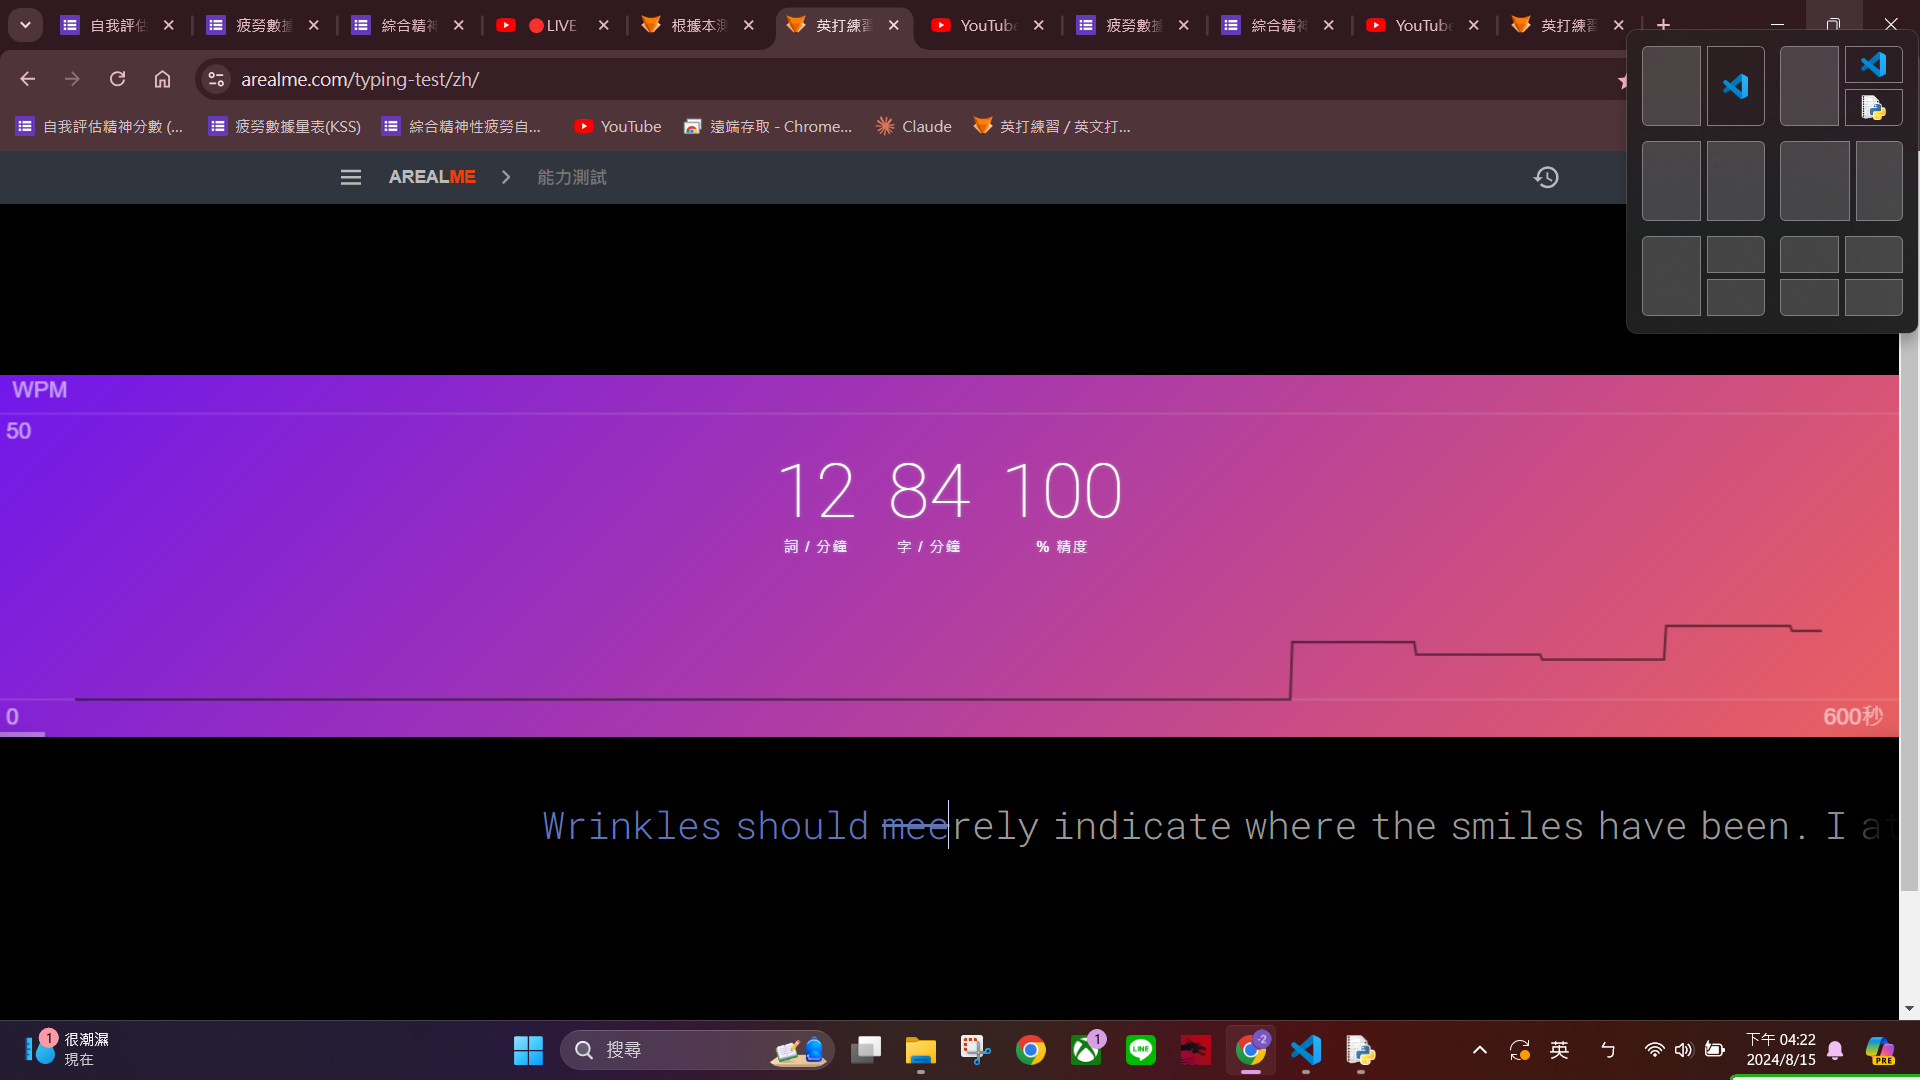 自我評估
疲勞數據
綜合精神
LIVE
根據本測
英打練習
YouTube
疲勞數據
綜合精神
YouTube
英打練習
arealme.com/typing-test/zh/
自我評估精神分數 (...
疲勞數據量表(KSS)
綜合精神性疲勞自...
YouTube
遠端存取 - Chrome...
Claude
英打練習 / 英文打...
AREALME
能力測試
WPM
50
12 84 100
詞 / 分鐘
字 / 分鐘
% 精度
0
600秒
Wrinkles should meerely indicate where the smiles have been. I at
1
很潮濕
現在
搜尋
1
LINE
-2
英
ㄅ
下午 04:22
2024/8/15
PRE